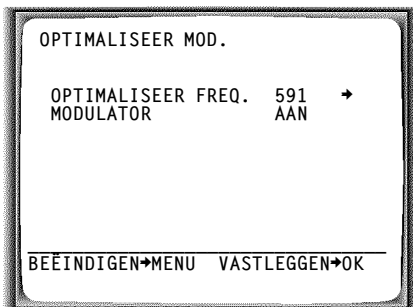 OPTIMALISEER MOD.
OPTIMALISEER FREQ. 591 ➜
MODULATOR AAN
BEËINDIGEN➜MENU VASTLEGGEN➜OK